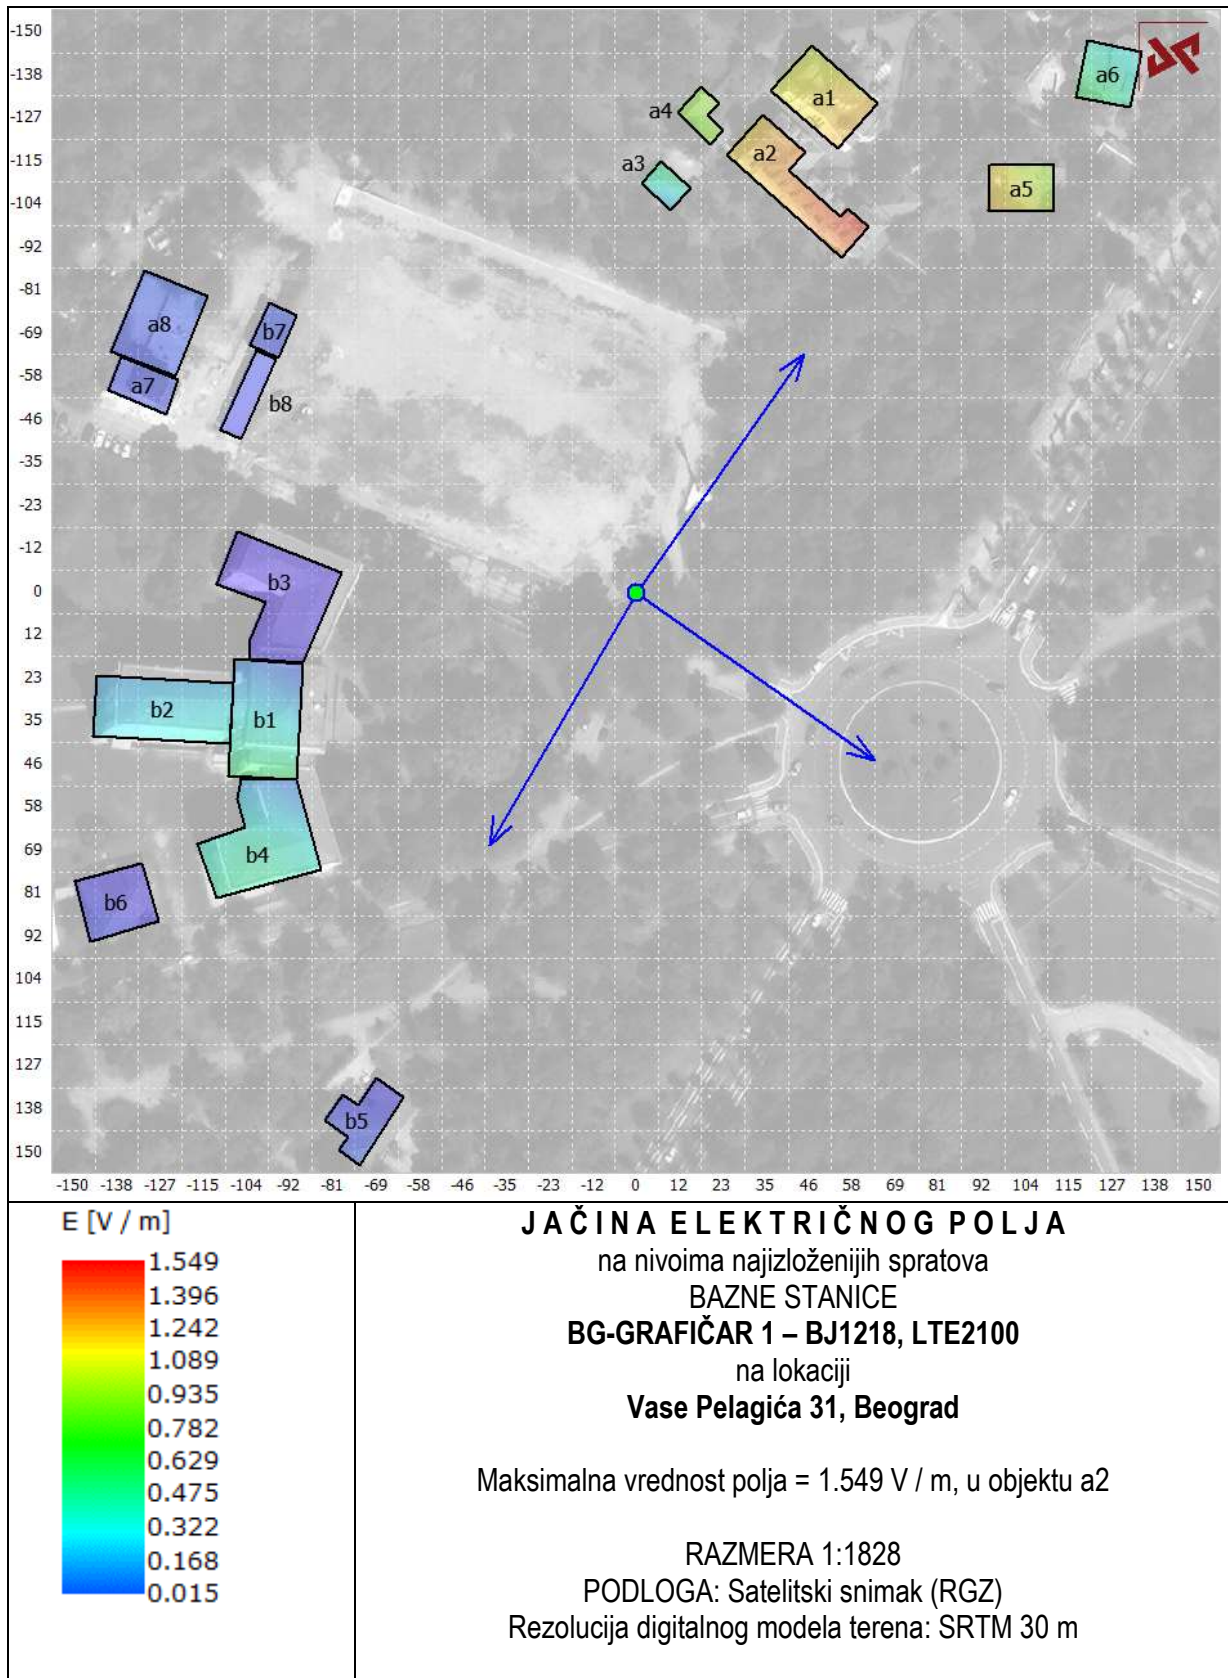 -150
-138
-127
-115
-104
-92
-81
-69
-58
-46
-35
-23
-12
0
12
23
35
46
58
69
81
92
104
115
127
138
150
a6
a1
a4
a2
a3
a5
a8
b7
a7
b8
b3
b2
b1
b4
b6
b5
-150 -138 -127 -115 -104 -92 -81 -69 -58 -46 -35 -23 -12 0 12 23 35 46 58 69 81 92 104 115 127 138 150
E [V / m]
1.549
1.396
1.242
1.089
0.935
0.782
0.629
0.475
0.322
0.168
0.015
JAČINA ELEKTRIČNOG POLJA
na nivoima najizloženijih spratova
BAZNE STANICE
BG-GRAFIČAR 1 – BJ1218, LTE2100
na lokaciji
Vase Pelagića 31, Beograd
Maksimalna vrednost polja = 1.549 V / m, u objektu a2
RAZMERA 1:1828
PODLOGA: Satelitski snimak (RGZ)
Rezolucija digitalnog modela terena: SRTM 30 m